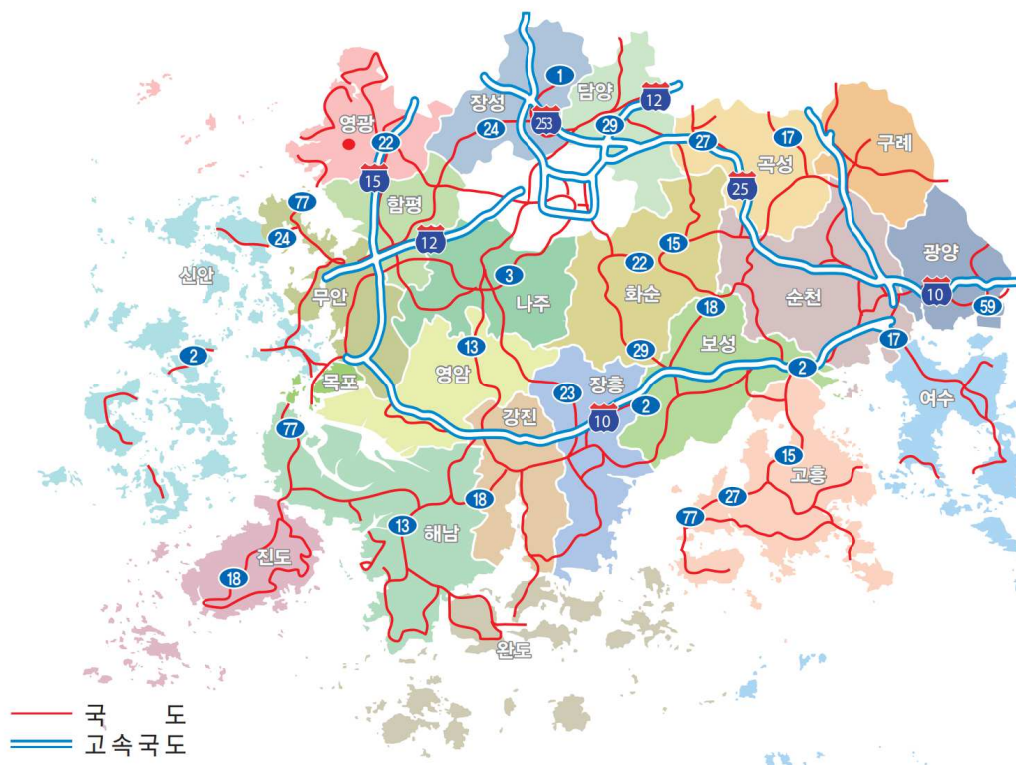 1
담양
장성
12
영광
24
253
29
22
27
17
구례
곡성
15
25
77
함평
24
12
15
광양
신안
3
22
무안
나주
화순
순천
10
18
59
2
13
29
보성
17
영암
장흥
2
목포
23
2
여수
강진
10
77
15
고흥
18
27
13
해남
77
진도
18
완도
국 도
고속국도